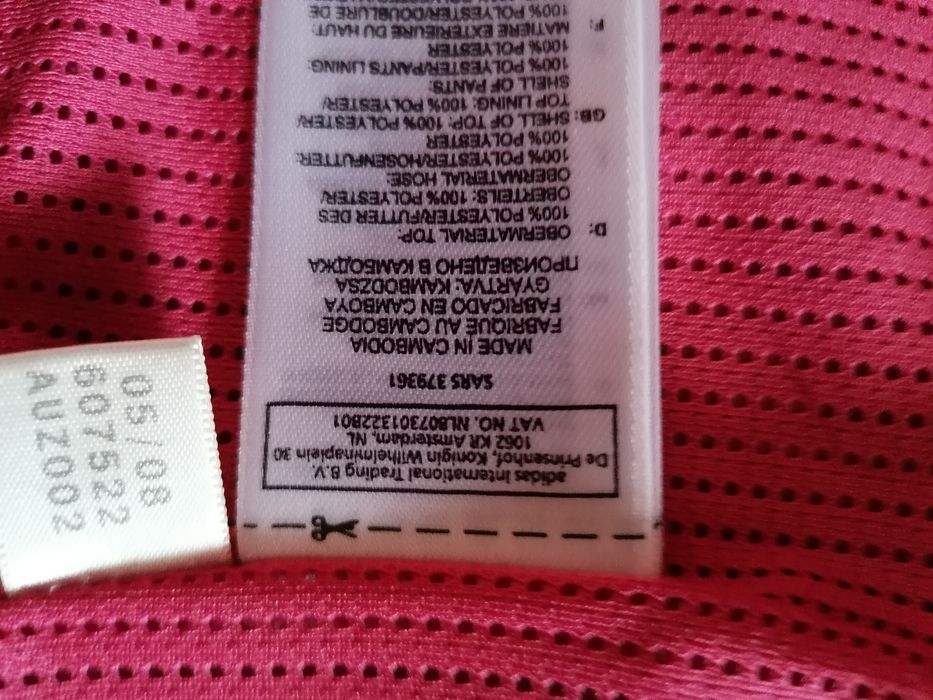 adidas International Trading B.V.
De Prinsenhof, Konigin Wilhelminaplein 30
1062 KR Amsterdam, NL
VAT NO. NL807301322B01
SARS 379361
MADE IN CAMBODIA
FABRIQUE AU CAMBODGE
FABRICADO EN CAMBOYA
GYÁRTVA: KAMBODZSA
ПРОИЗВЕДЕНО В КАМБОДЖА
D: OBERMATERIAL TOP:
100% POLYESTER/FUTTER DES
OBERTEILS: 100% POLYESTER/
OBERMATERIAL HOSE:
100% POLYESTER/HOSENFUTTER:
100% POLYESTER
GB: SHELL OF TOP: 100% POLYESTER/
TOP LINING: 100% POLYESTER/
SHELL OF PANTS:
100% POLYESTER/PANTS LINING:
100% POLYESTER
F: MATIERE EXTERIEURE DU HAUT:
100% POLYESTER/DOUBLURE DE
05/08
607522
AUZ002